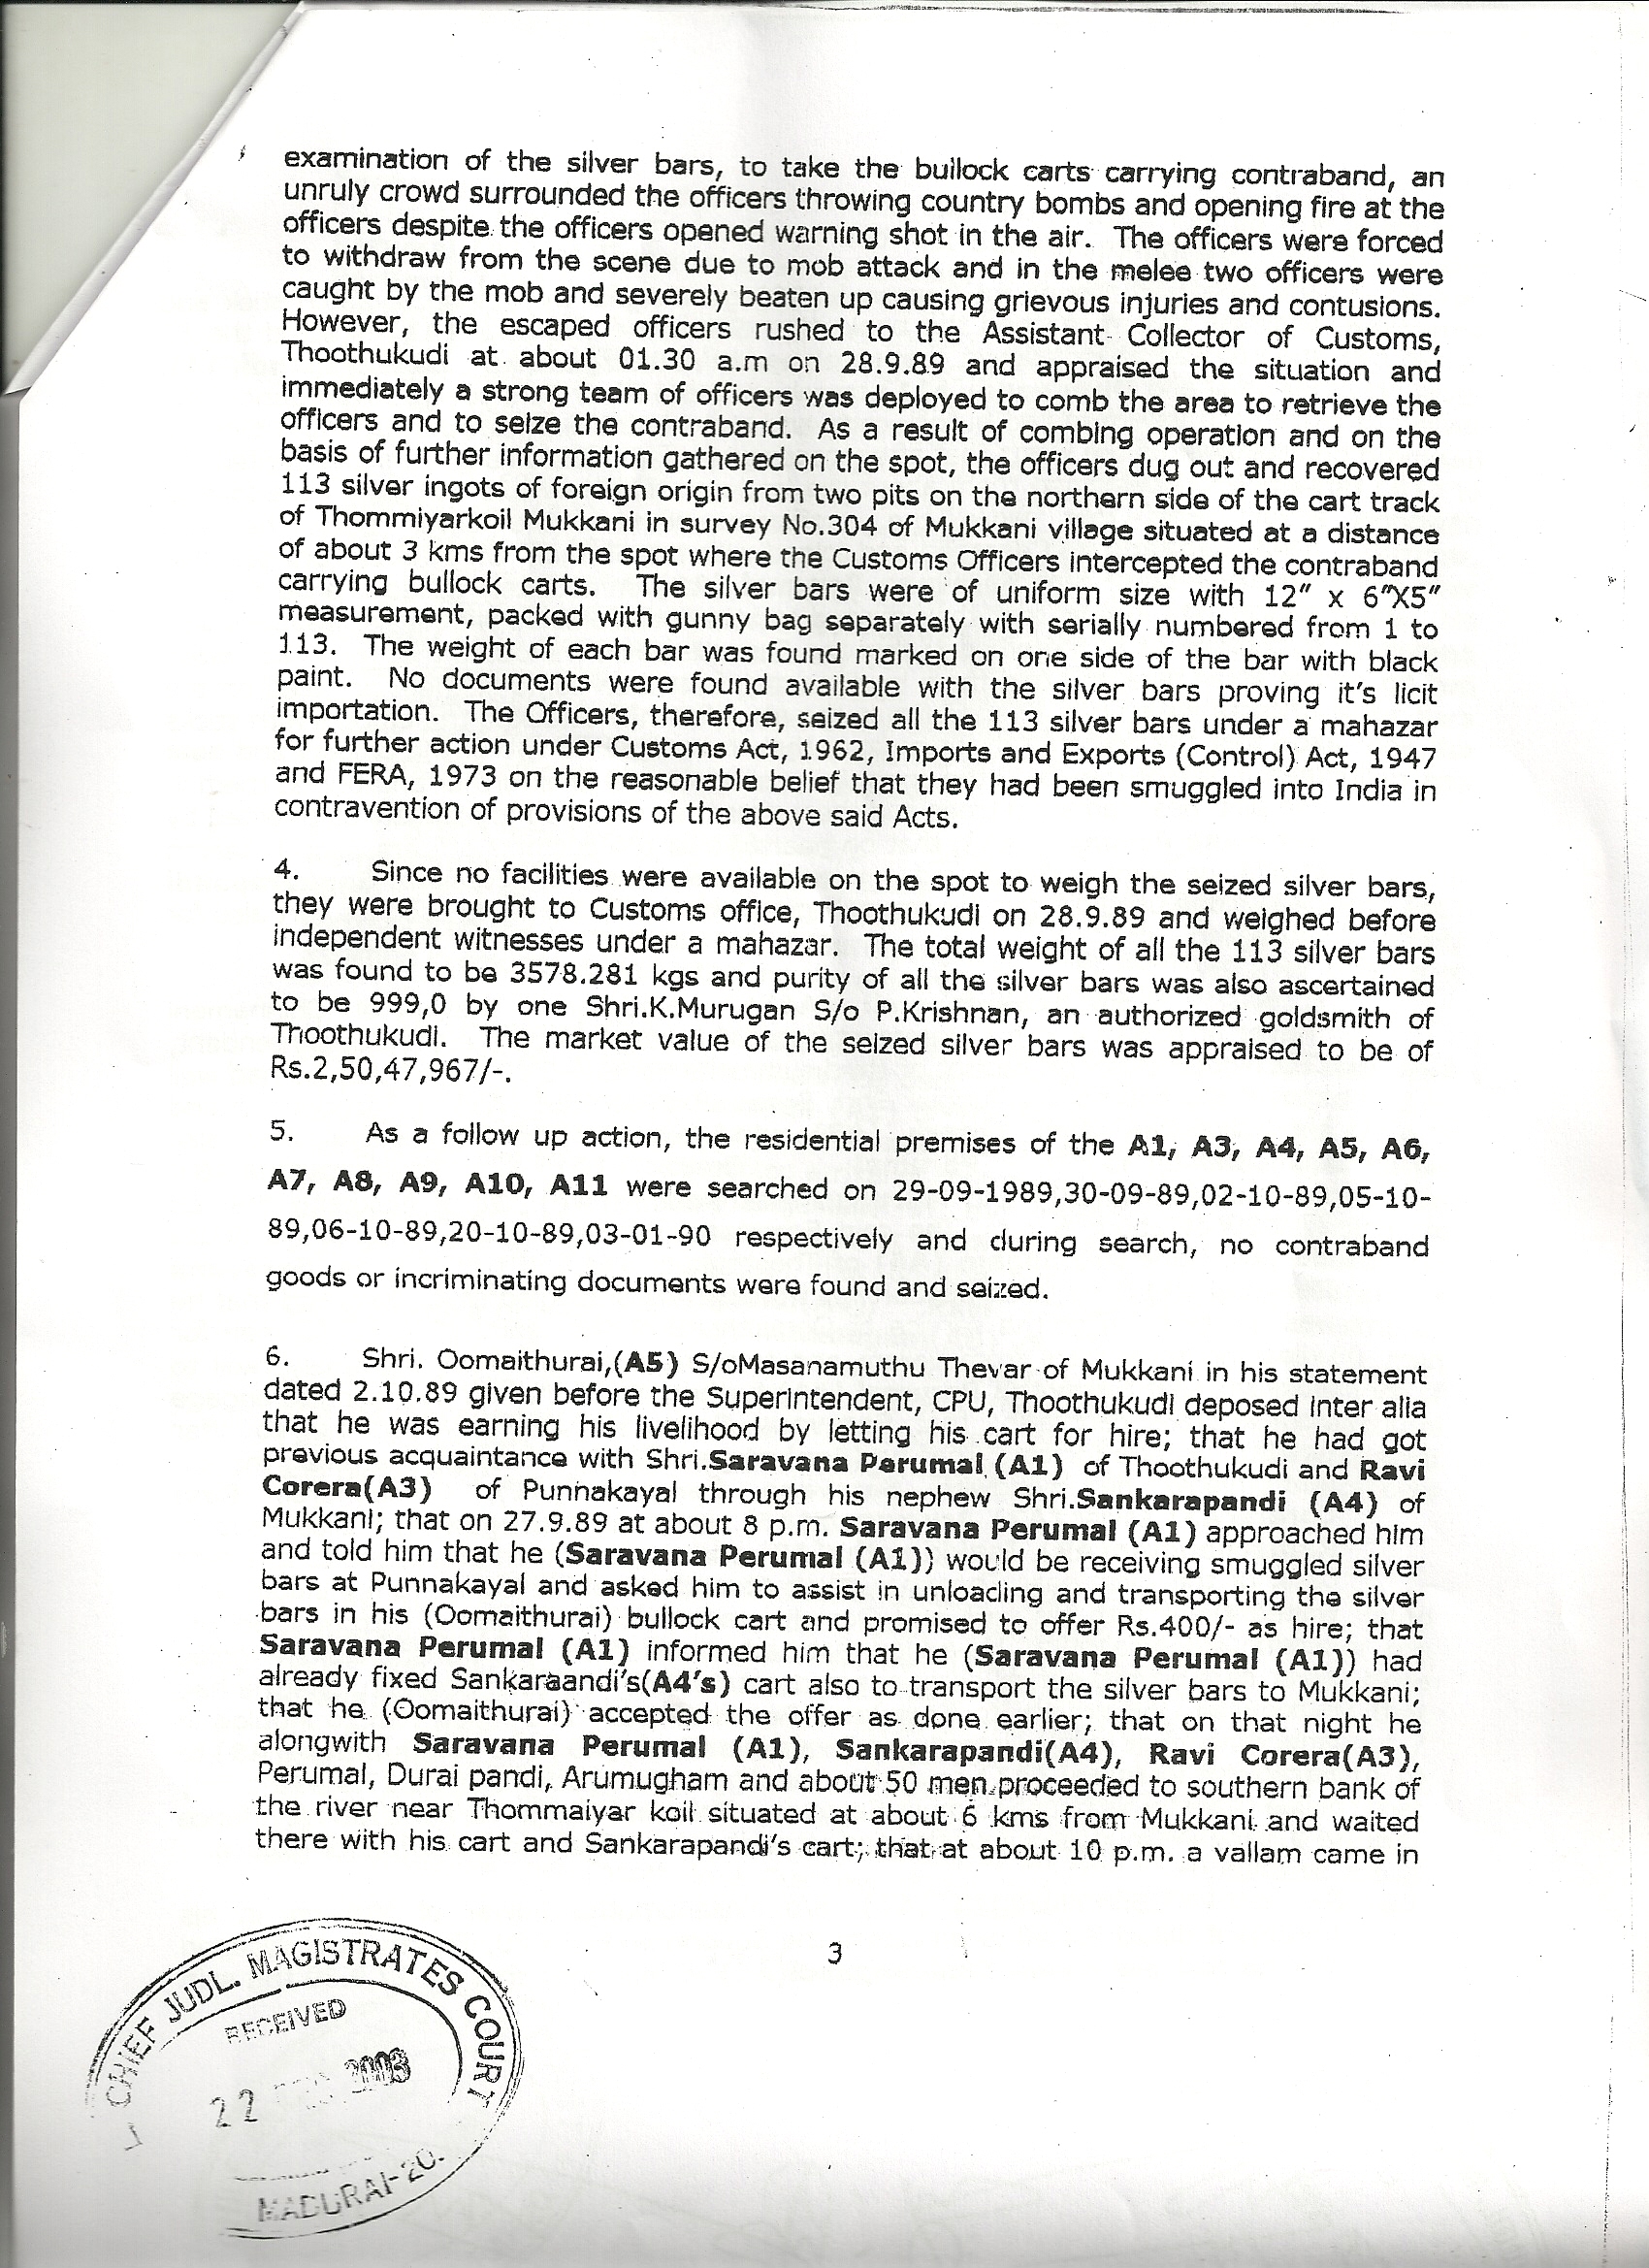 examination of the silver bars, to take the bullock carts carrying contraband, an
unruly crowd surrounded the officers throwing country bombs and opening fire at the
officers despite the officers opened warning shot in the air. The officers were forced
to withdraw from the scene due to mob attack and in the melee two officers were
caught by the mob and severely beaten up causing grievous injuries and contusions.
However, the escaped officers rushed to the Assistant Collector of Customs,
Thoothukudi at about 01.30 a.m on 28.9.89 and appraised the situation and
immediately a strong team of officers was deployed to comb the area to retrieve the
officers and to seize the contraband. As a result of combing operation and on the
basis of further information gathered on the spot, the officers dug out and recovered
113 silver ingots of foreign origin from two pits on the northern side of the cart track
of Thommiyarkoil Mukkani in survey No.304 of Mukkani village situated at a distance
of about 3 kms from the spot where the Customs Officers intercepted the contraband
carrying bullock carts. The silver bars were of uniform size with 12" x 6"X5"
measurement, packed with gunny bag separately with serially numbered from 1 to
113. The weight of each bar was found marked on one side of the bar with black
paint. No documents were found available with the silver bars proving it's licit
importation. The Officers, therefore, seized all the 113 silver bars under a mahazar
for further action under Customs Act, 1962, Imports and Exports (Control) Act, 1947
and FERA, 1973 on the reasonable belief that they had been smuggled into India in
contravention of provisions of the above said Acts.
4. Since no facilities were available on the spot to weigh the seized silver bars,
they were brought to Customs office, Thoothukudi on 28.9.89 and weighed before
independent witnesses under a mahazar. The total weight of all the 113 silver bars
was found to be 3578.281 kgs and purity of all the silver bars was also ascertained
to be 999,0 by one Shri.K.Murugan S/o P.Krishnan, an authorized goldsmith of
Thoothukudi. The market value of the seized silver bars was appraised to be of
Rs.2,50,47,967/-.
5. As a follow up action, the residential premises of the A1, A3, A4, A5, A6,
A7, A8, A9, A10, A11 were searched on 29-09-1989,30-09-89,02-10-89,05-10-
89,06-10-89,20-10-89,03-01-90 respectively and during search, no contraband
goods or incriminating documents were found and seized.
6. Shri. Oomaithurai,(A5) S/oMasanamuthu Thevar of Mukkani in his statement
dated 2.10.89 given before the Superintendent, CPU, Thoothukudi deposed inter alia
that he was earning his livelihood by letting his cart for hire; that he had got
previous acquaintance with Shri.Saravana Perumal (A1) of Thoothukudi and Ravi
Corera(A3) of Punnakayal through his nephew Shri.Sankarapandi (A4) of
Mukkani; that on 27.9.89 at about 8 p.m. Saravana Perumal (A1) approached him
and told him that he (Saravana Perumal (A1)) would be receiving smuggled silver
bars at Punnakayal and asked him to assist in unloading and transporting the silver
bars in his (Oomaithurai) bullock cart and promised to offer Rs.400/- as hire; that
Saravana Perumal (A1) informed him that he (Saravana Perumal (A1)) had
already fixed Sankaraandi's(A4's) cart also to transport the silver bars to Mukkani;
that he (Oomaithurai) accepted the offer as done earlier; that on that night he
alongwith Saravana Perumal (A1), Sankarapandi(A4), Ravi Corera(A3),
Perumal, Durai pandi, Arumugham and about 50 men proceeded to southern bank of
the river near Thommaiyar koil situated at about 6 kms from Mukkani and waited
there with his cart and Sankarapandi's cart; that at about 10 p.m. a vallam came in
3
CHIEF JUDL. MAGISTRATES COURT
RECEIVED
22 2003
MADURAI-20.